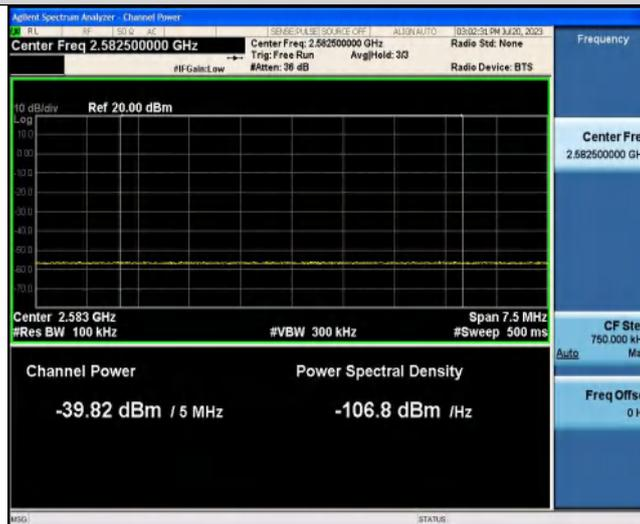 Agilent Spectrum Analyzer - Channel Power
RL RF 50 Ω AC SENSE:PULSE SOURCE OFF ALIGN AUTO 03:02:31 PM Jul 20, 2023
Center Freq 2.582500000 GHz
Center Freq: 2.582500000 GHz
Radio Std: None
Trig: Free Run Avg|Hold: 3/3
#IFGain:Low #Atten: 36 dB Radio Device: BTS
Frequency
10 dB/div Ref 20.00 dBm
Log
10.0
0.00
-10.0
-20.0
-30.0
-40.0
-50.0
-60.0
-70.0
Center 2.583 GHz Span 7.5 MHz
#Res BW 100 kHz #VBW 300 kHz #Sweep 500 ms
Channel Power Power Spectral Density
-39.82 dBm / 5 MHz -106.8 dBm /Hz
Center Fre
2.582500000 GH
CF Ste
750.000 kH
Auto Ma
Freq Offs
0 H
MSG STATUS